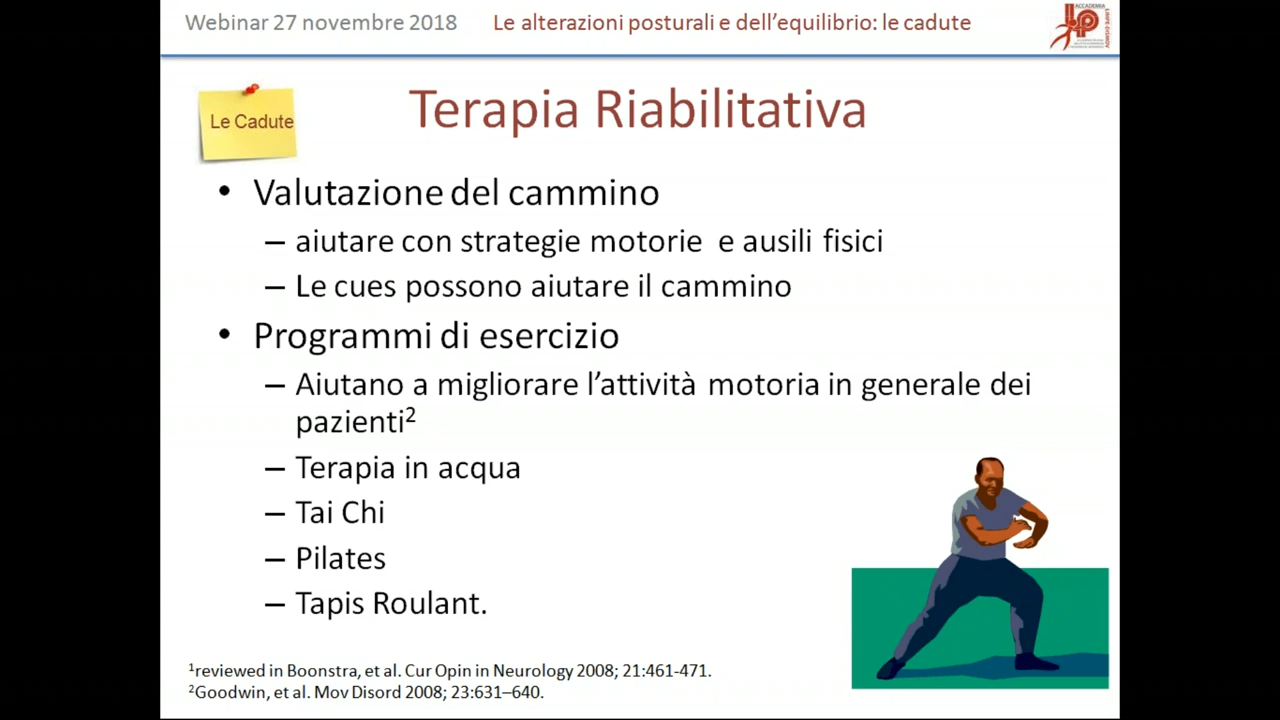 Webinar 27 novembre 2018 Le alterazioni posturali e dell’equilibrio: le cadute
ACCADEMIA
LIMPE-DISMOV
Le Cadute
Terapia Riabilitativa
• Valutazione del cammino
– aiutare con strategie motorie e ausili fisici
– Le cues possono aiutare il cammino
• Programmi di esercizio
– Aiutano a migliorare l’attività motoria in generale dei
pazienti²
– Terapia in acqua
– Tai Chi
– Pilates
– Tapis Roulant.
¹reviewed in Boonstra, et al. Cur Opin in Neurology 2008; 21:461-471.
²Goodwin, et al. Mov Disord 2008; 23:631–640.